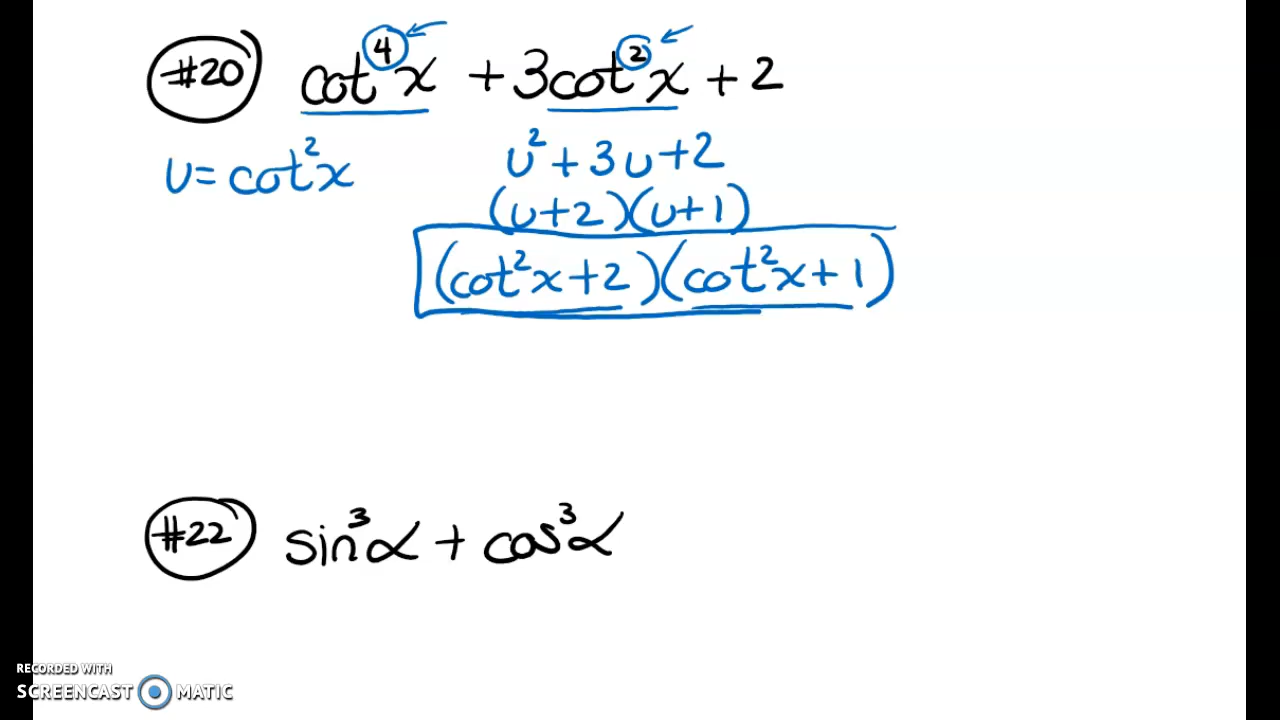 #20 cot⁴x + 3cot²x + 2
u = cot²x
u² + 3u + 2
(u+2)(u+1)
(cot²x+2)(cot²x+1)
#22 sin³α + cos³α
RECORDED WITH
SCREENCAST MATIC